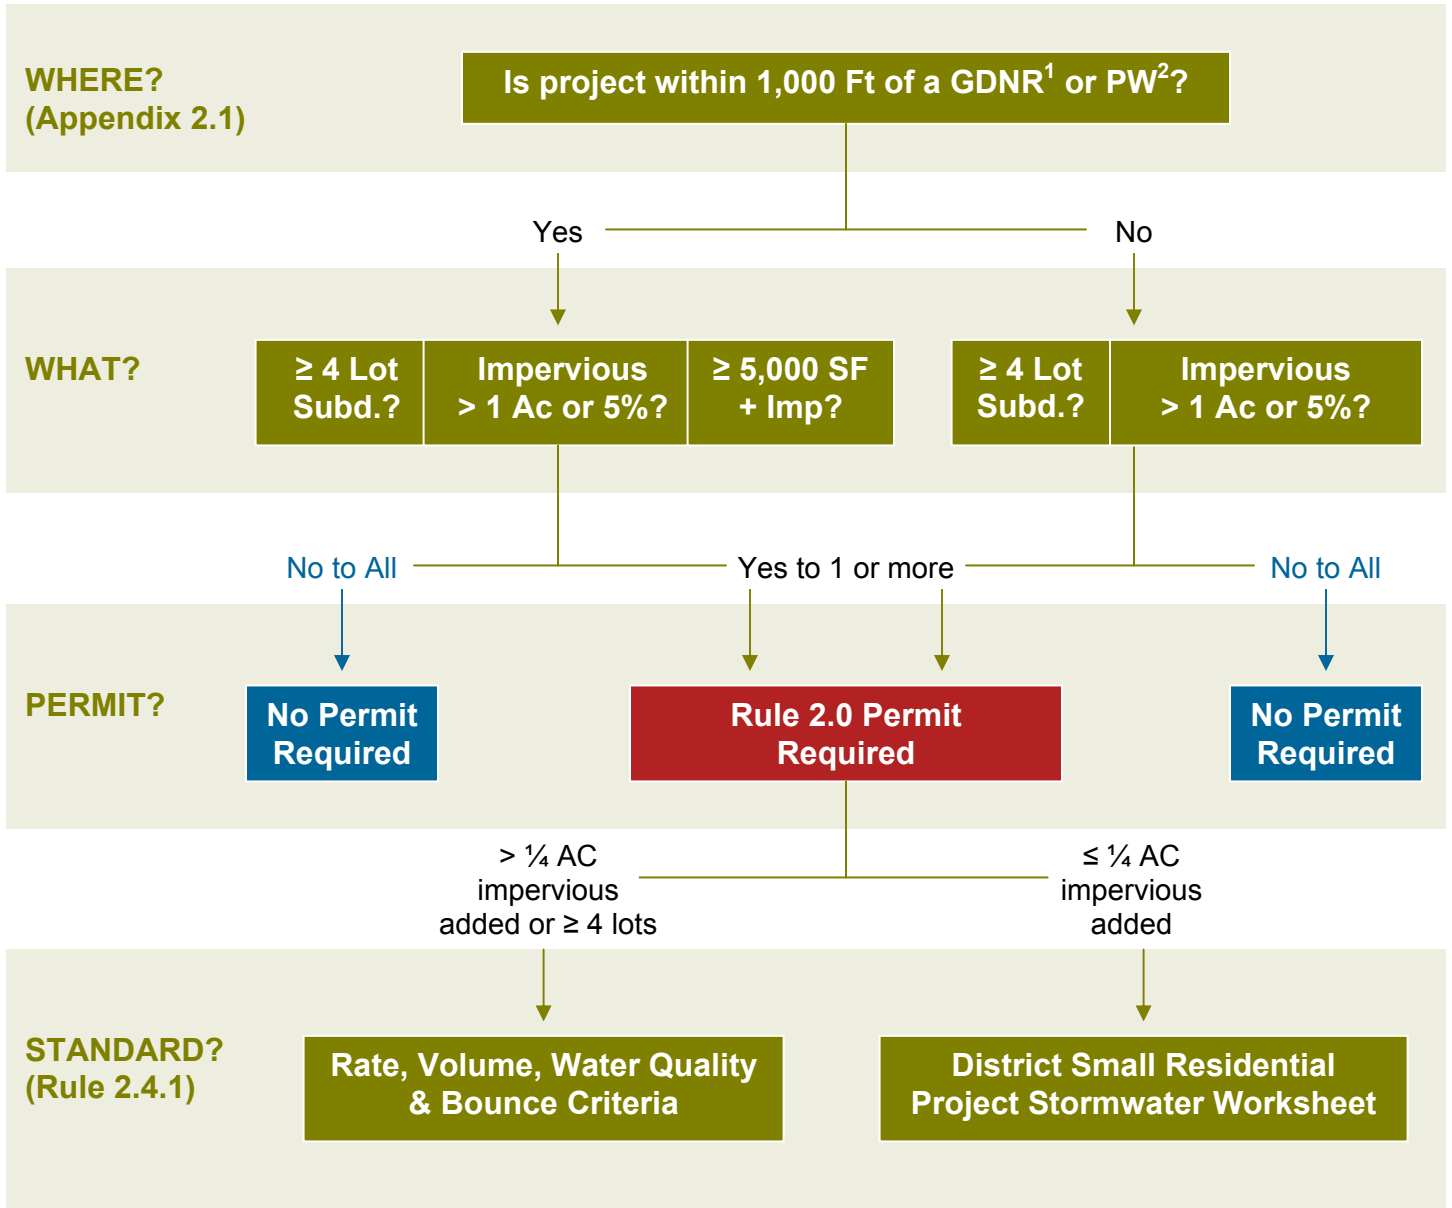 WHERE?
(Appendix 2.1)
Is project within 1,000 Ft of a GDNR¹ or PW²?
Yes
No
WHAT?
≥ 4 Lot
Subd.?
Impervious
> 1 Ac or 5%?
≥ 5,000 SF
+ Imp?
≥ 4 Lot
Subd.?
Impervious
> 1 Ac or 5%?
No to All
Yes to 1 or more
No to All
PERMIT?
No Permit
Required
Rule 2.0 Permit
Required
No Permit
Required
> ¼ AC
impervious
added or ≥ 4 lots
≤ ¼ AC
impervious
added
STANDARD?
(Rule 2.4.1)
Rate, Volume, Water Quality
& Bounce Criteria
District Small Residential
Project Stormwater Worksheet